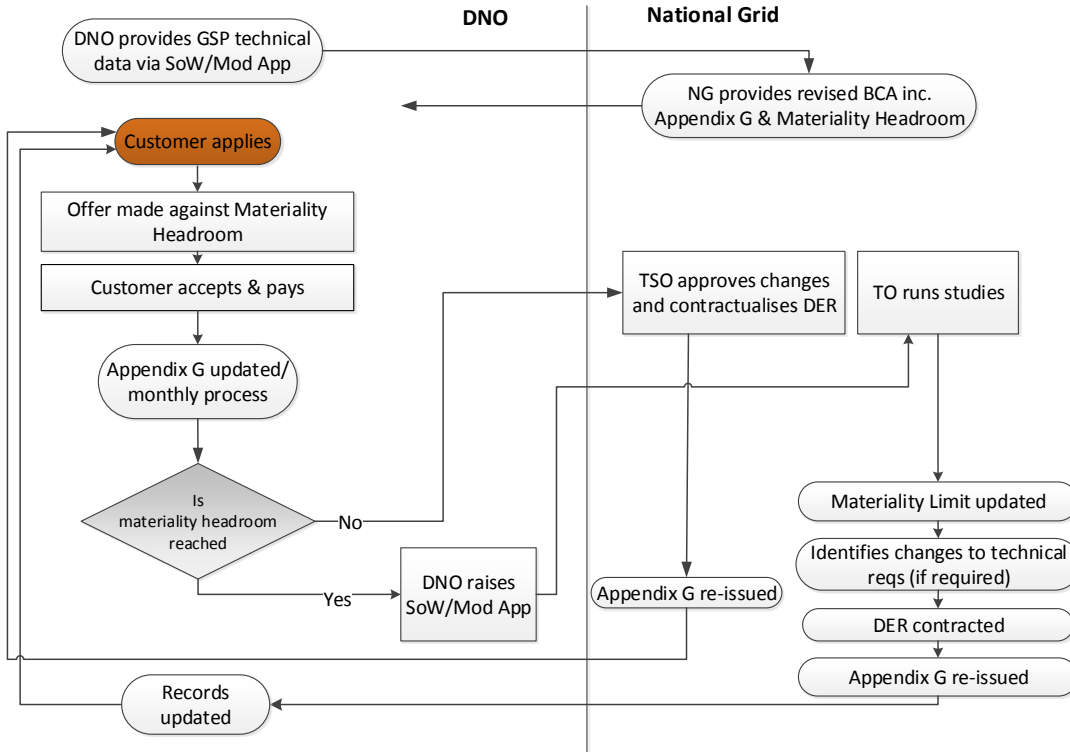 DNO
National Grid
DNO provides GSP technical
data via SoW/Mod App
NG provides revised BCA inc.
Appendix G & Materiality Headroom
Customer applies
Offer made against Materiality
Headroom
Customer accepts & pays
Appendix G updated/
monthly process
Is
materiality headroom
reached
No
Yes
DNO raises
SoW/Mod App
TSO approves changes
and contractualises DER
TO runs studies
Appendix G re-issued
Materiality Limit updated
Identifies changes to technical
reqs (if required)
DER contracted
Appendix G re-issued
Records
updated